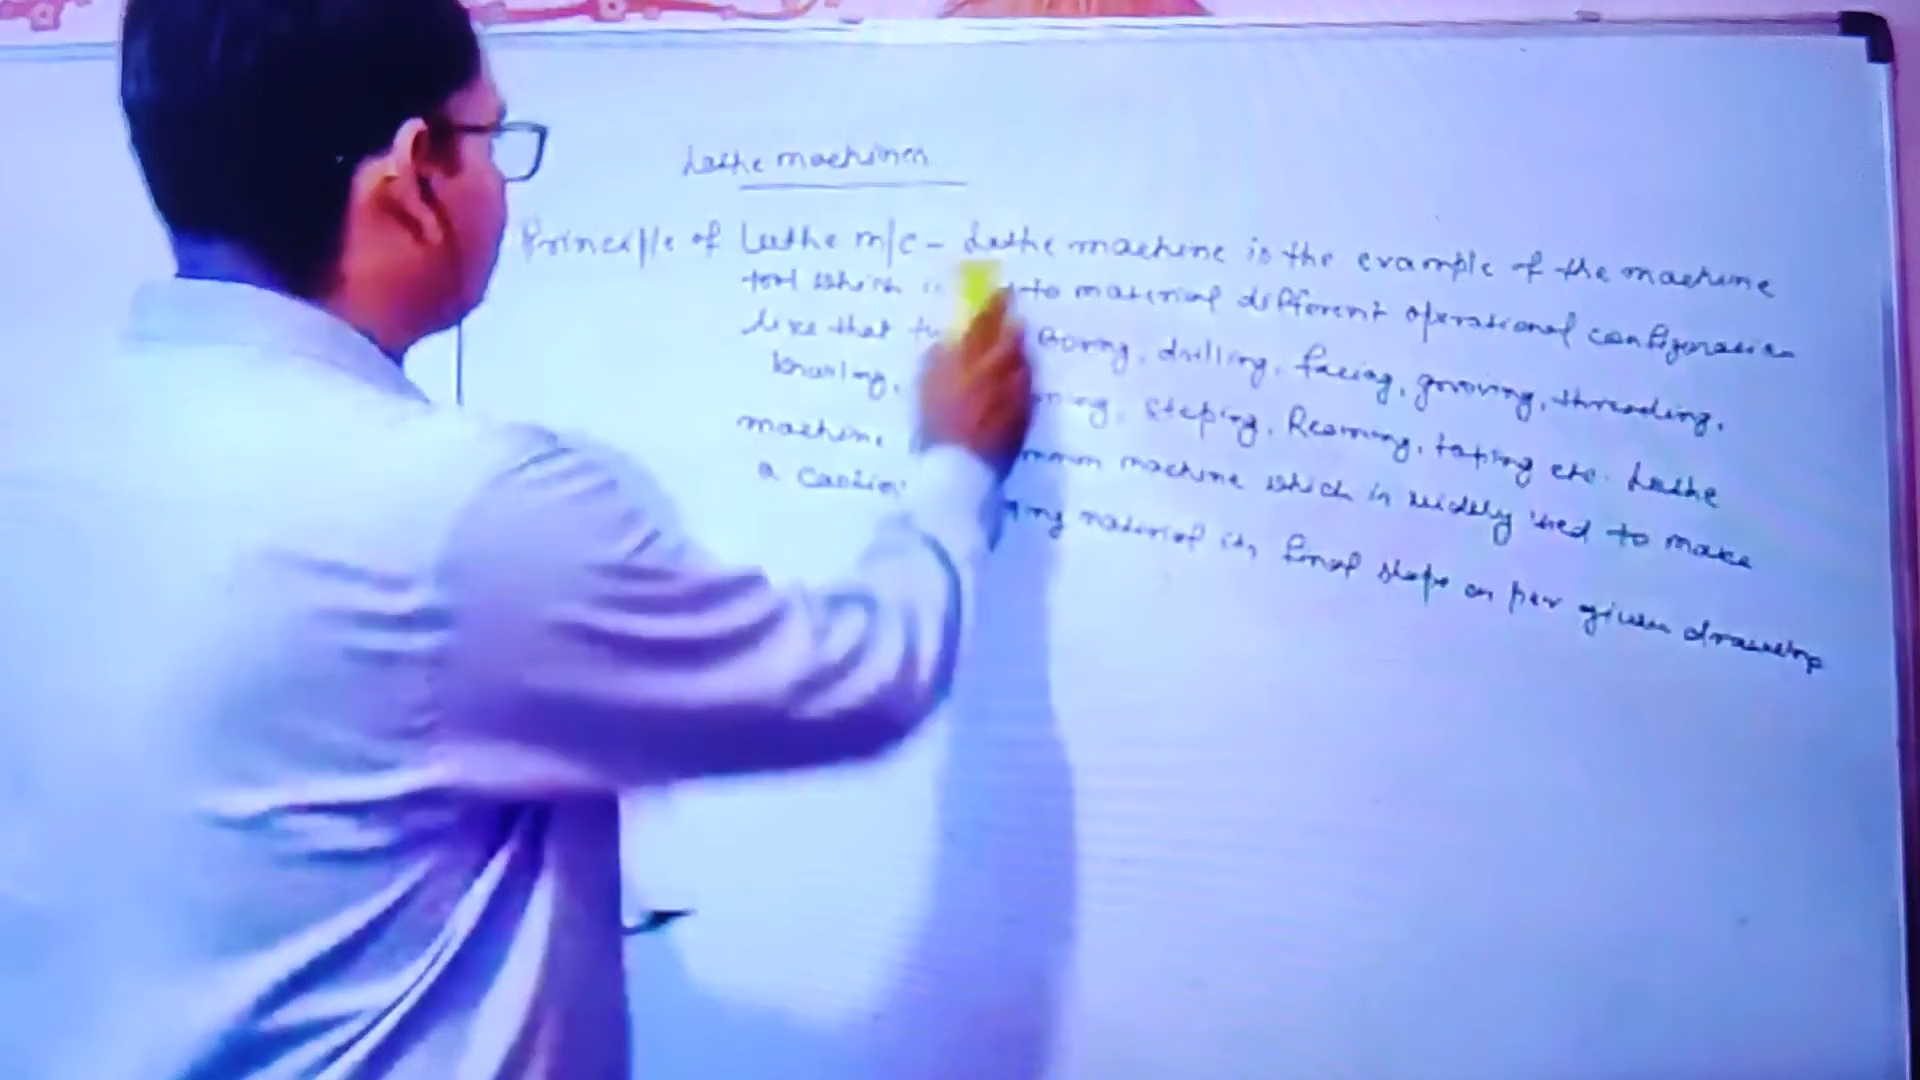 Lathe machines
Principle of Lathe m/c - Lathe machine is the example of the machine
tool which to material different operational configuration
like that Boring, drilling, facing, grooving, threading,
knurling, Steping, Reaming, taping etc. Lathe
machine machine which is widely used to make
a material its final shape as per given drawing